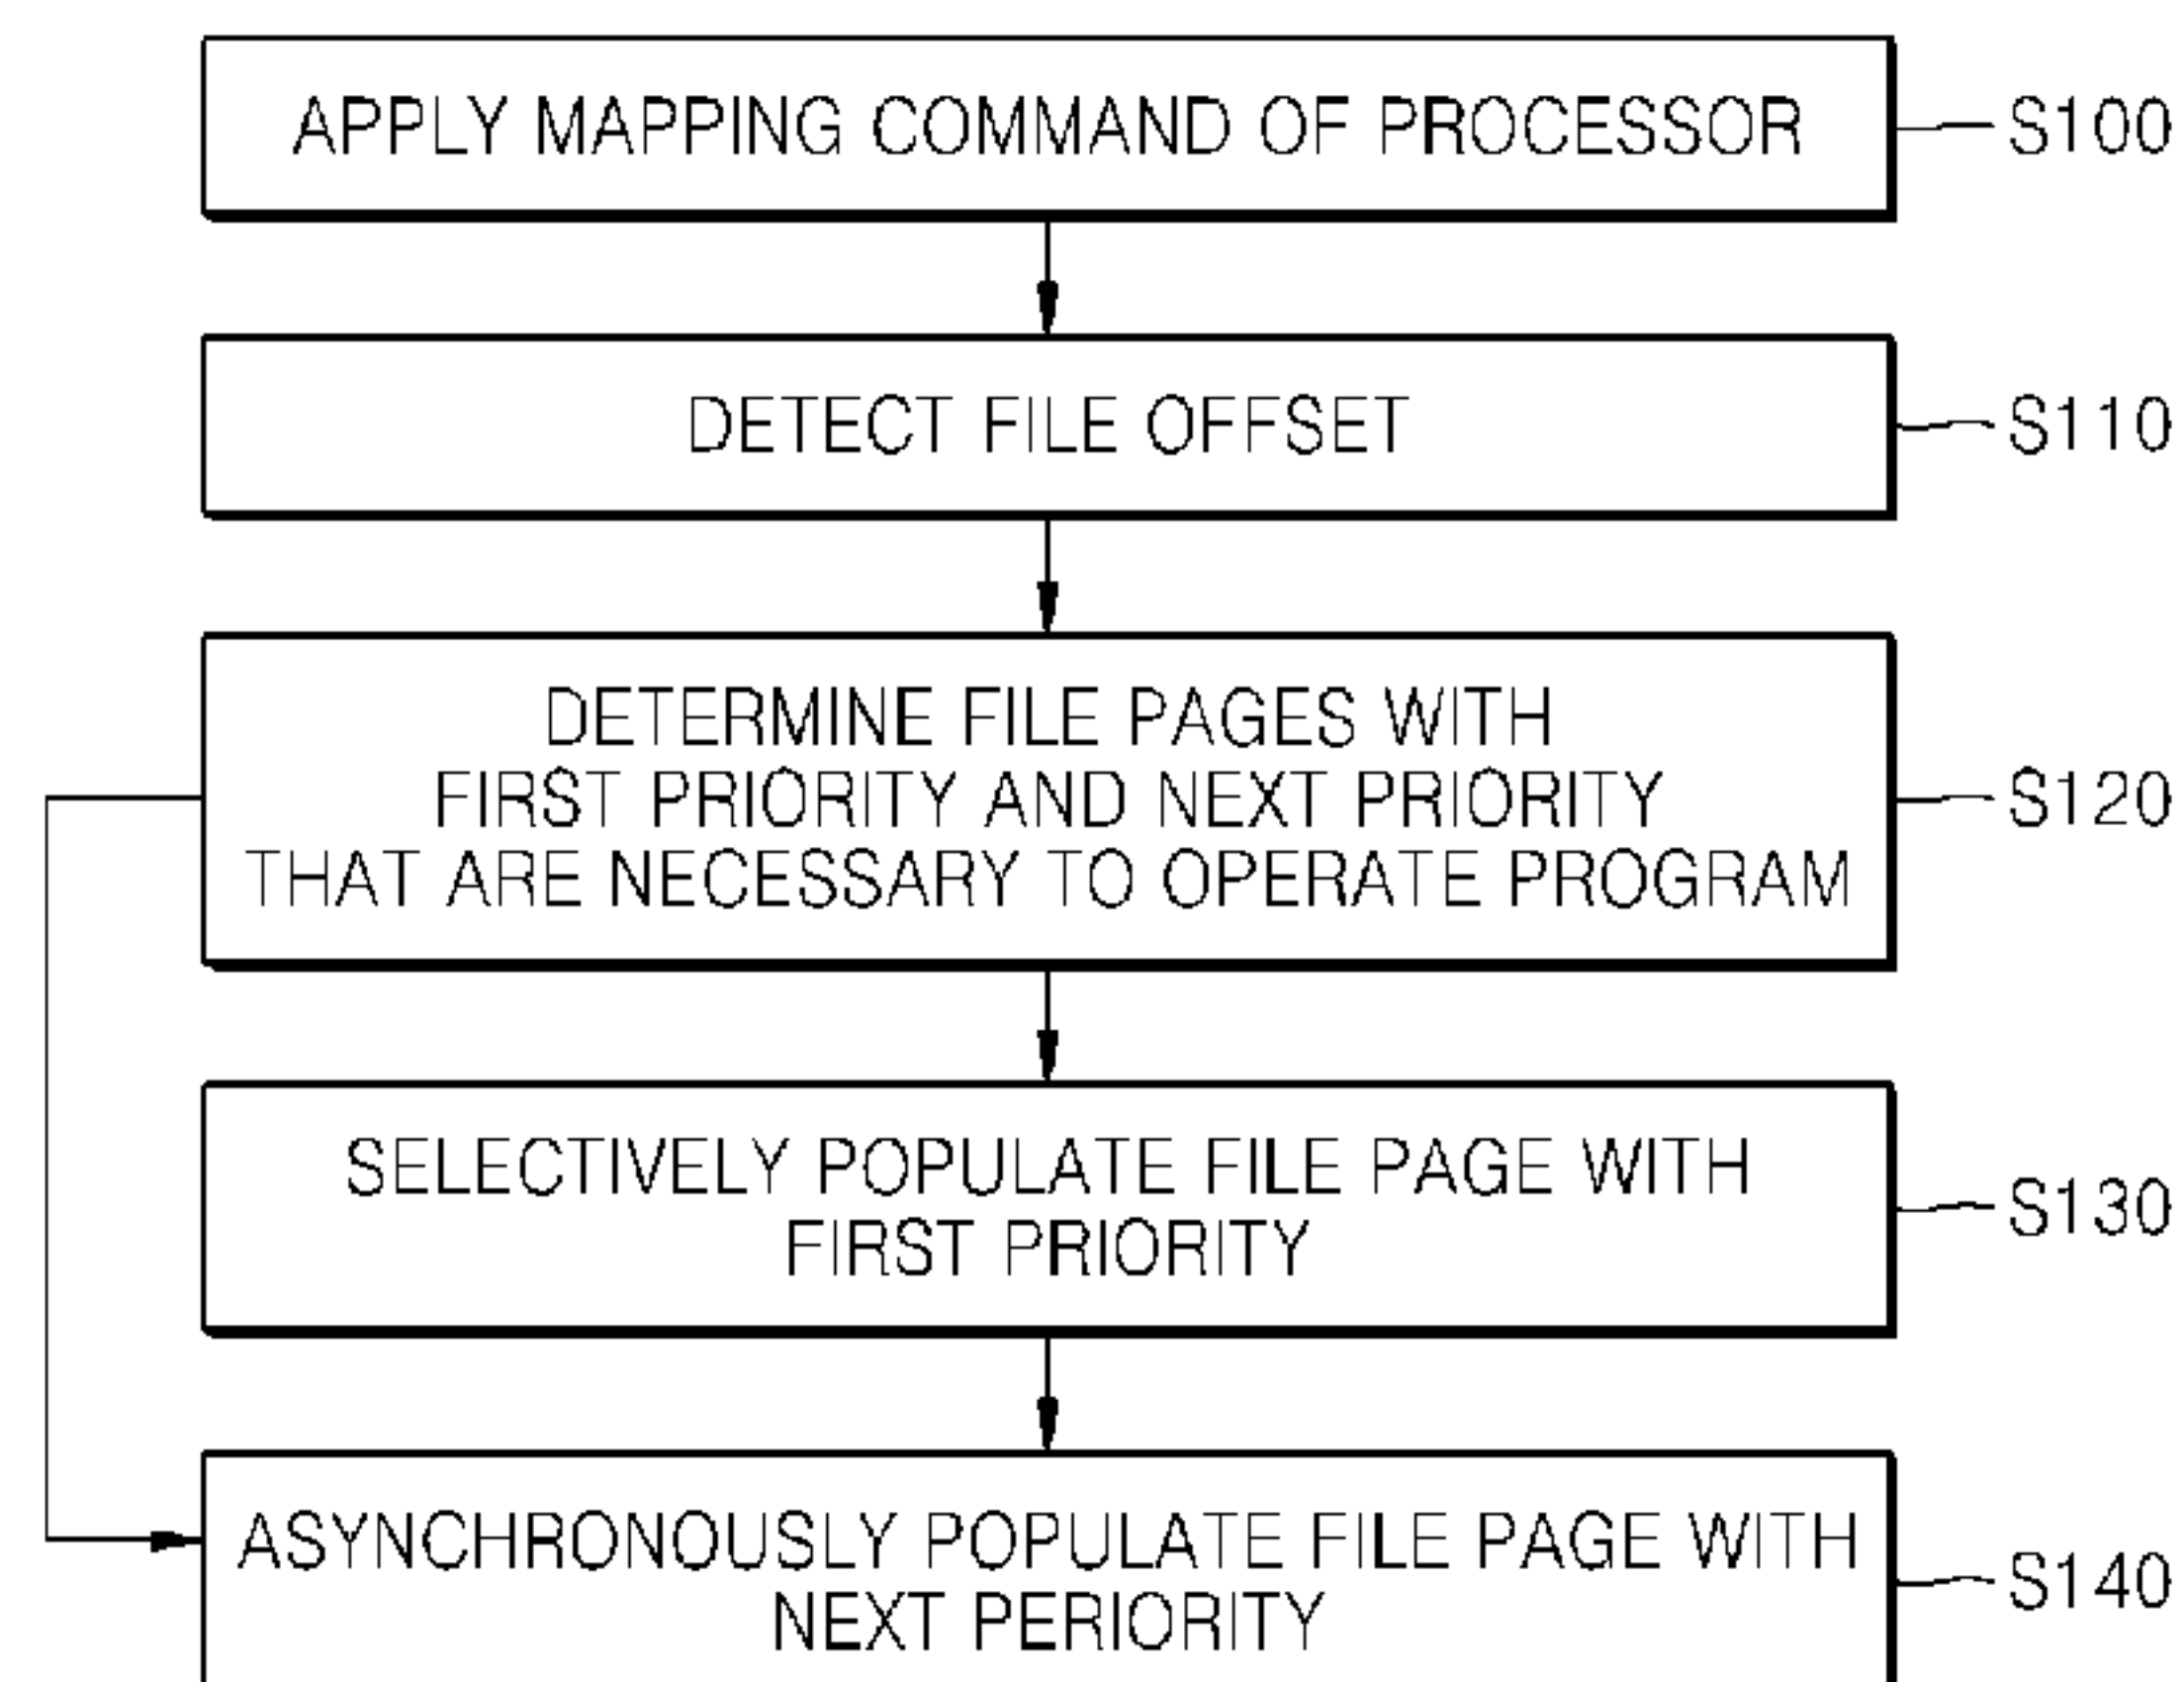 APPLY MAPPING COMMAND OF PROCESSOR
S100
DETECT FILE OFFSET
S110
DETERMINE FILE PAGES WITH
FIRST PRIORITY AND NEXT PRIORITY
THAT ARE NECESSARY TO OPERATE PROGRAM
S120
SELECTIVELY POPULATE FILE PAGE WITH
FIRST PRIORITY
S130
ASYNCHRONOUSLY POPULATE FILE PAGE WITH
NEXT PERIORITY
S140